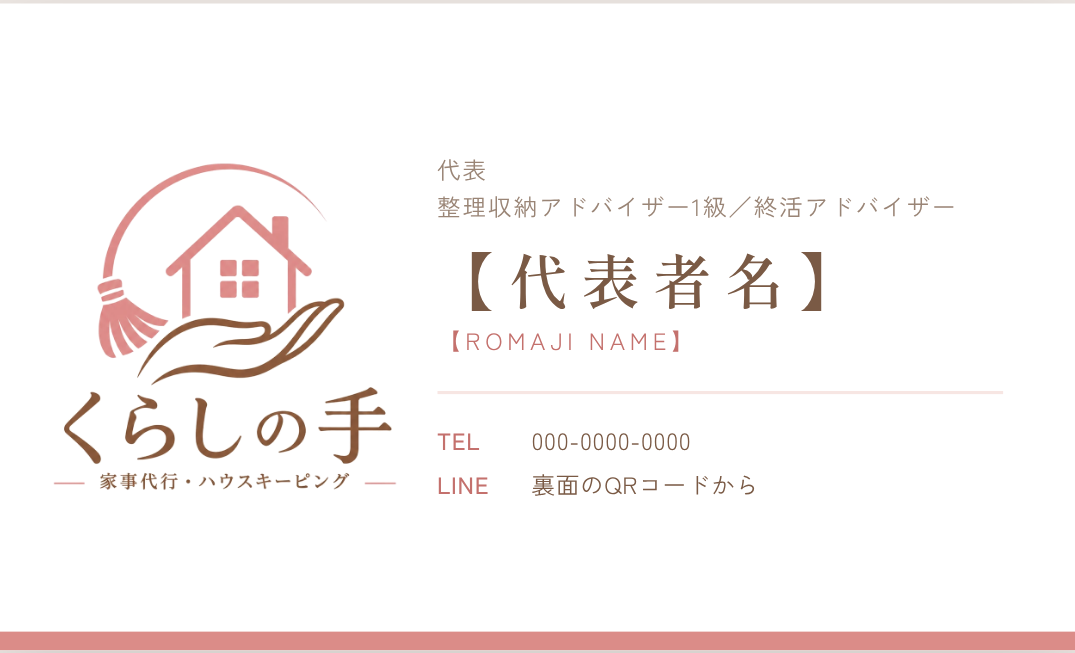 くらしの手
家事代行・ハウスキーピング
代表
整理収納アドバイザー1級／終活アドバイザー
【代表者名】
【ROMAJI NAME】
TEL 000-0000-0000
LINE 裏面のQRコードから